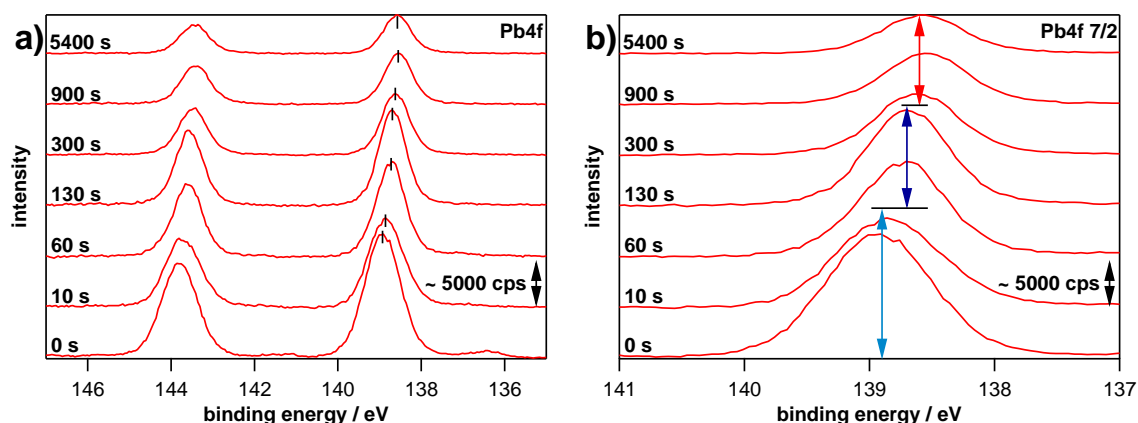 a)
Pb4f
5400 s
900 s
300 s
130 s
60 s
10 s
0 s
~ 5000 cps
intensity
146 144 142 140 138 136
binding energy / eV
b)
Pb4f 7/2
5400 s
900 s
300 s
130 s
60 s
10 s
0 s
~ 5000 cps
intensity
141 140 139 138 137
binding energy / eV